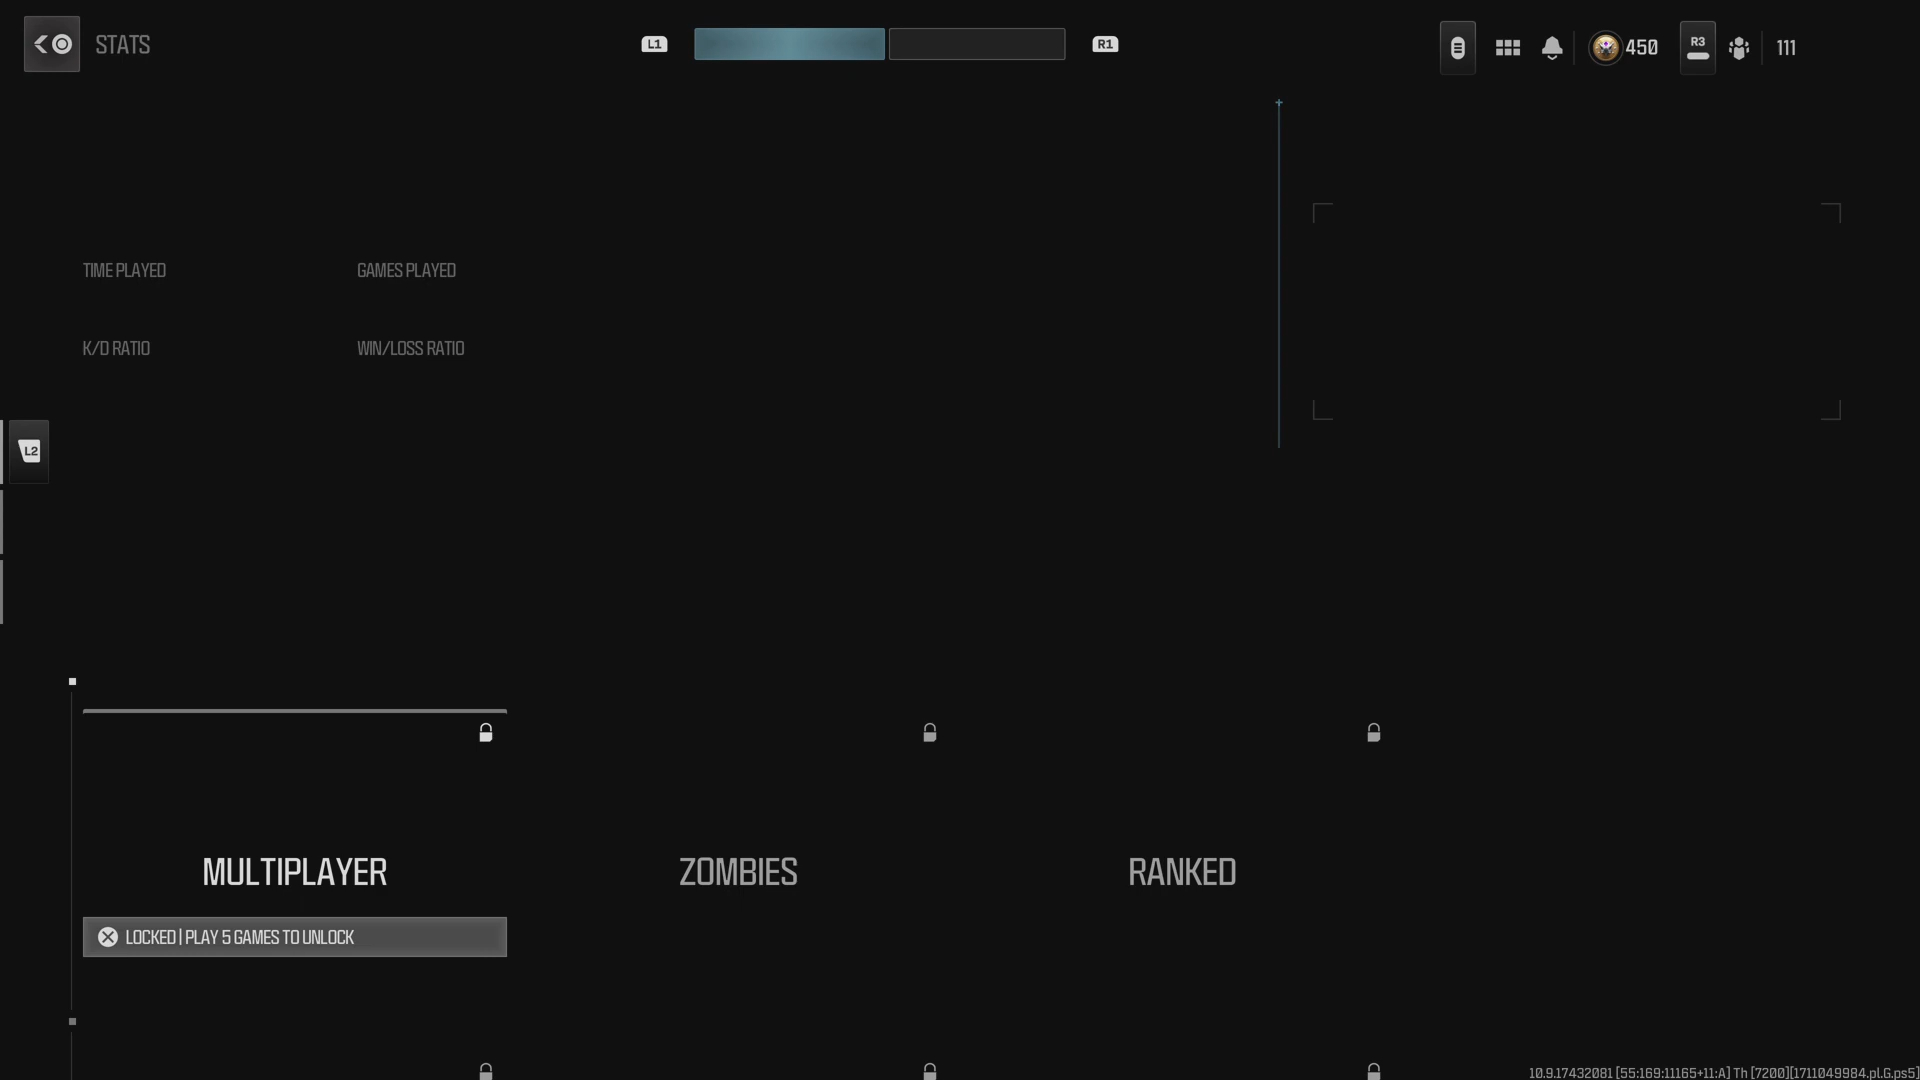 STATS
L1
R1
450
R3
111
TIME PLAYED
GAMES PLAYED
K/D RATIO
WIN/LOSS RATIO
L2
MULTIPLAYER
ZOMBIES
RANKED
LOCKED | PLAY 5 GAMES TO UNLOCK
10.9.17432081 [55:169:11165+11:A] Th [7200][1711049984.pl.G.ps5]